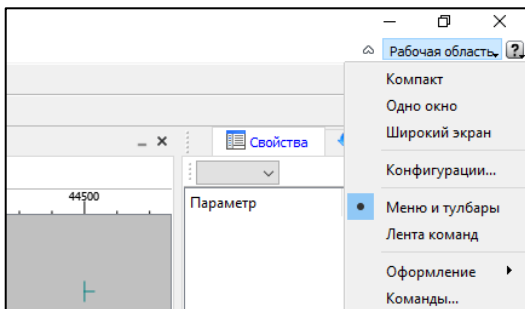 Рабочая область
?
Компакт
Одно окно
Широкий экран
Конфигурации...
Меню и тулбары
Лента команд
Оформление
Команды...
Свойства
Параметр
44500